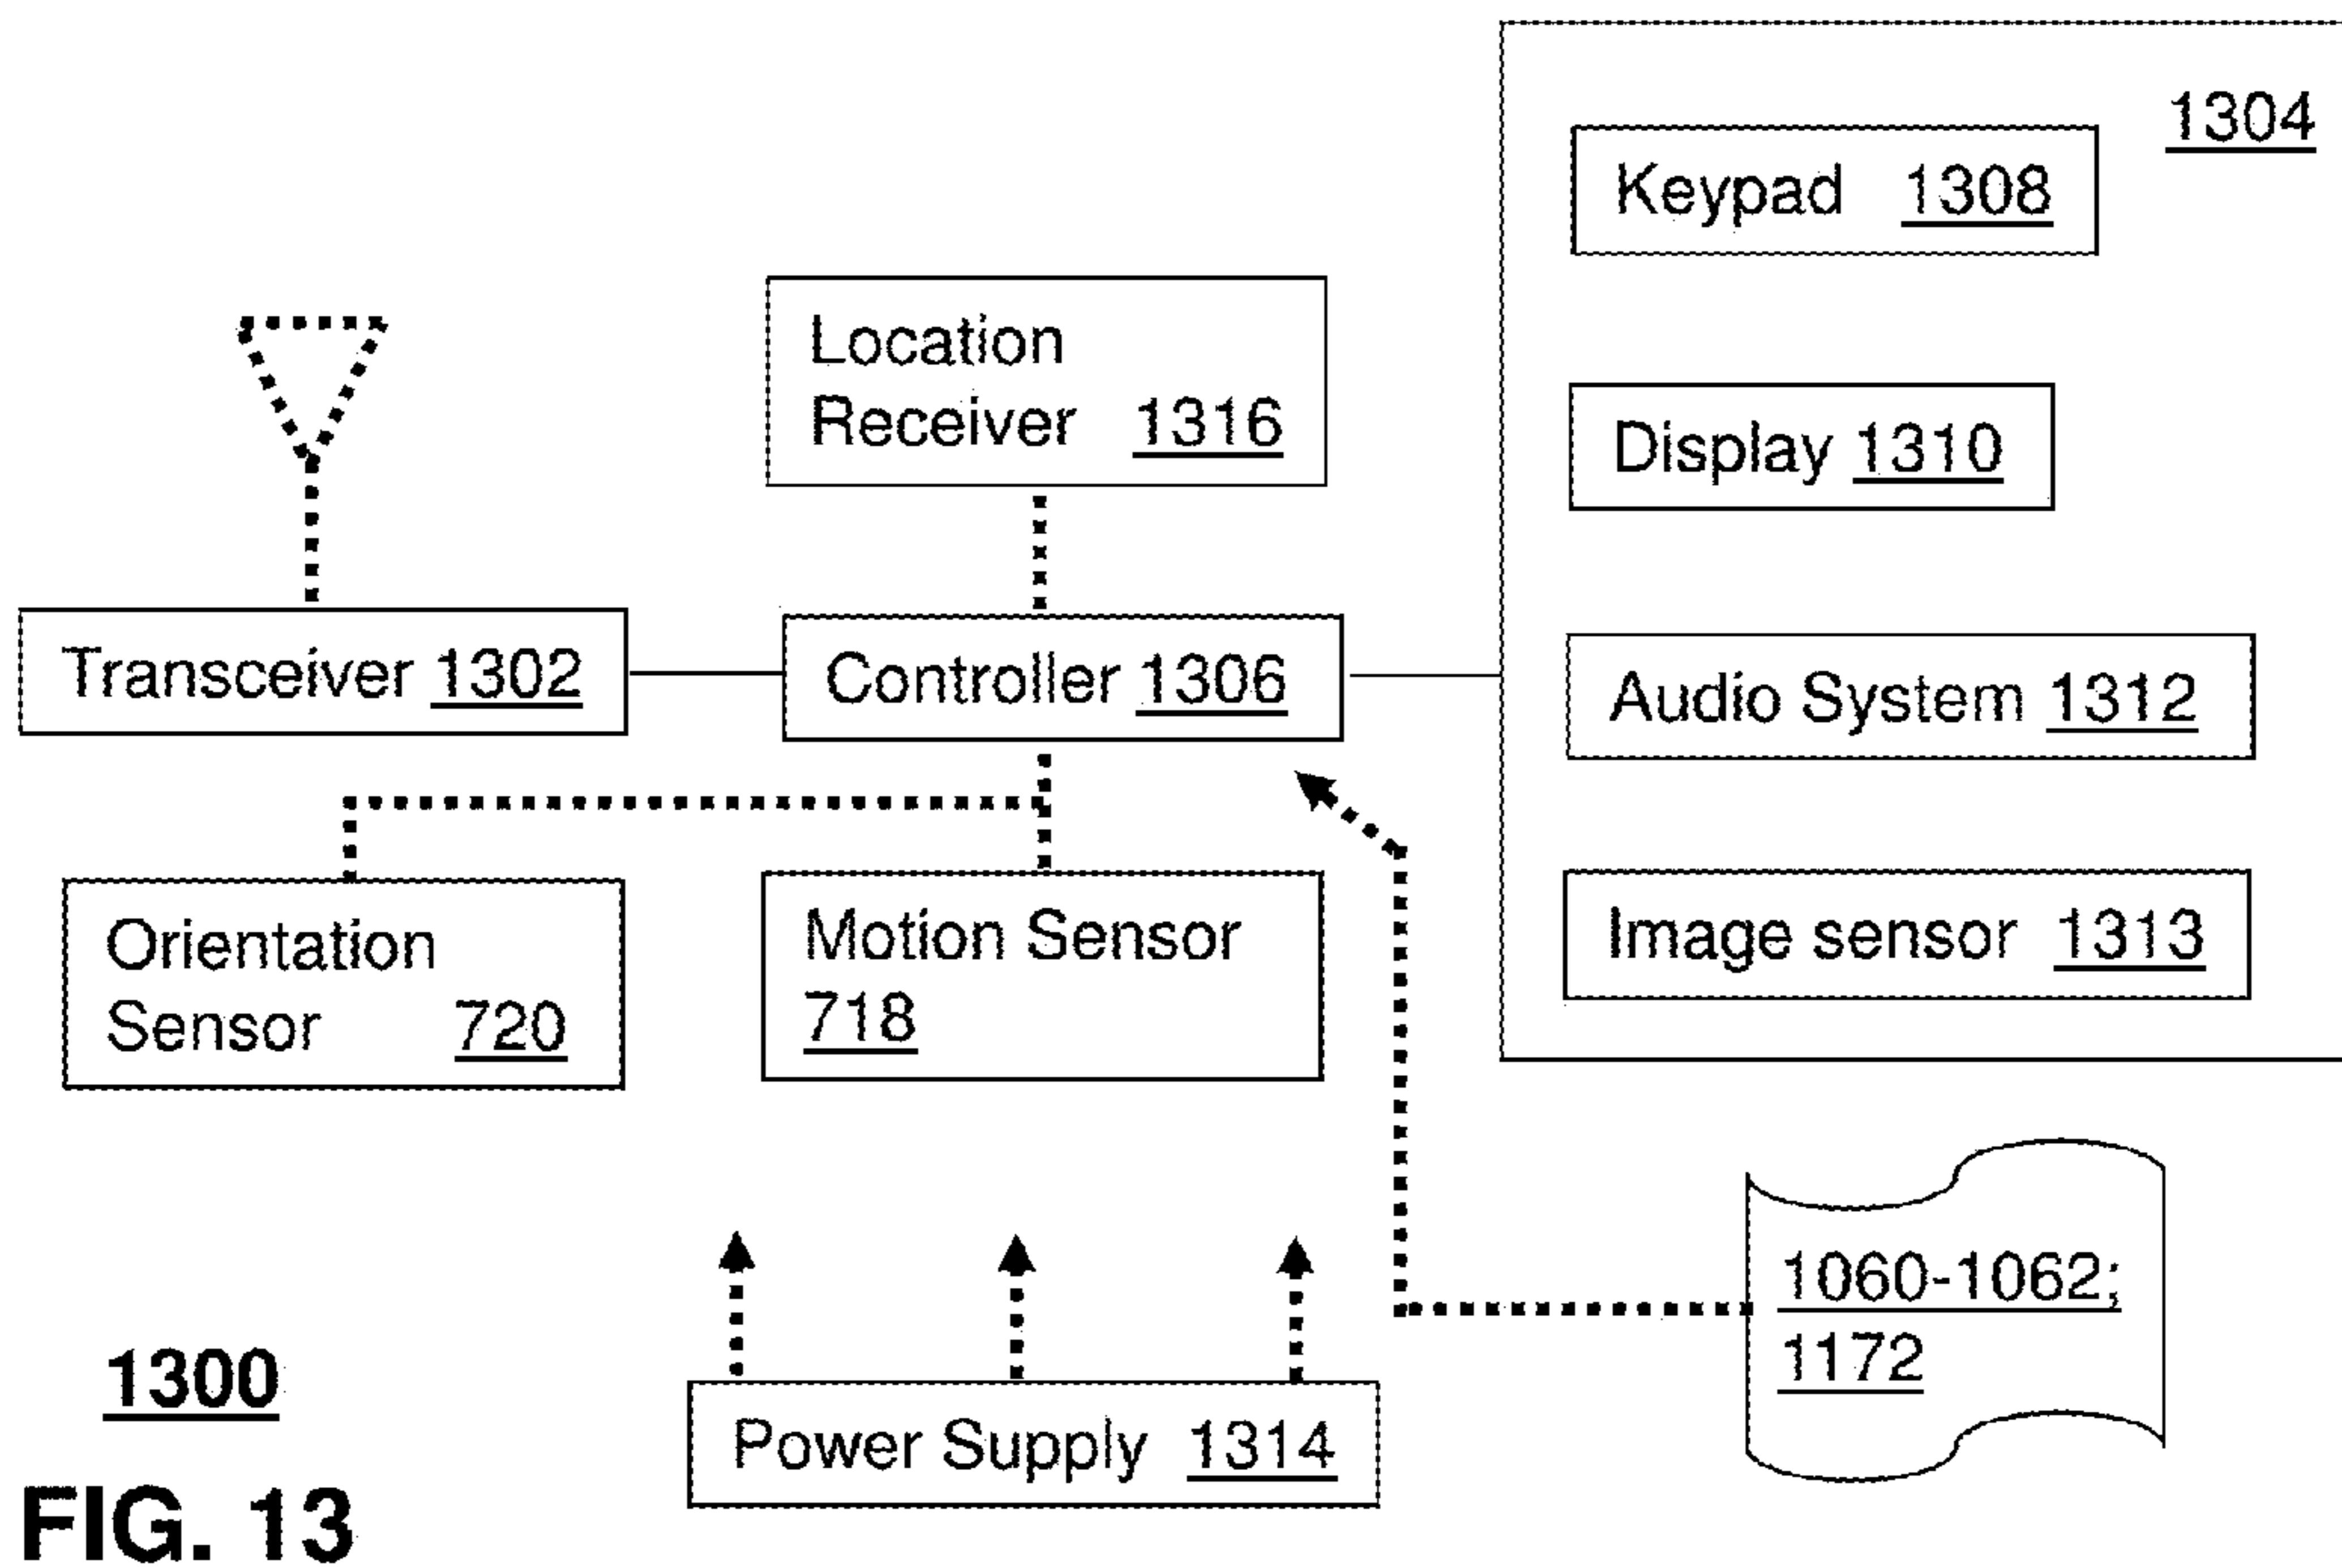 1304
Keypad 1308
Location
Receiver 1316
Display 1310
Transceiver 1302
Controller 1306
Audio System 1312
Orientation
Sensor 720
Motion Sensor
718
Image sensor 1313
1060-1062;
1172
Power Supply 1314
1300
FIG. 13